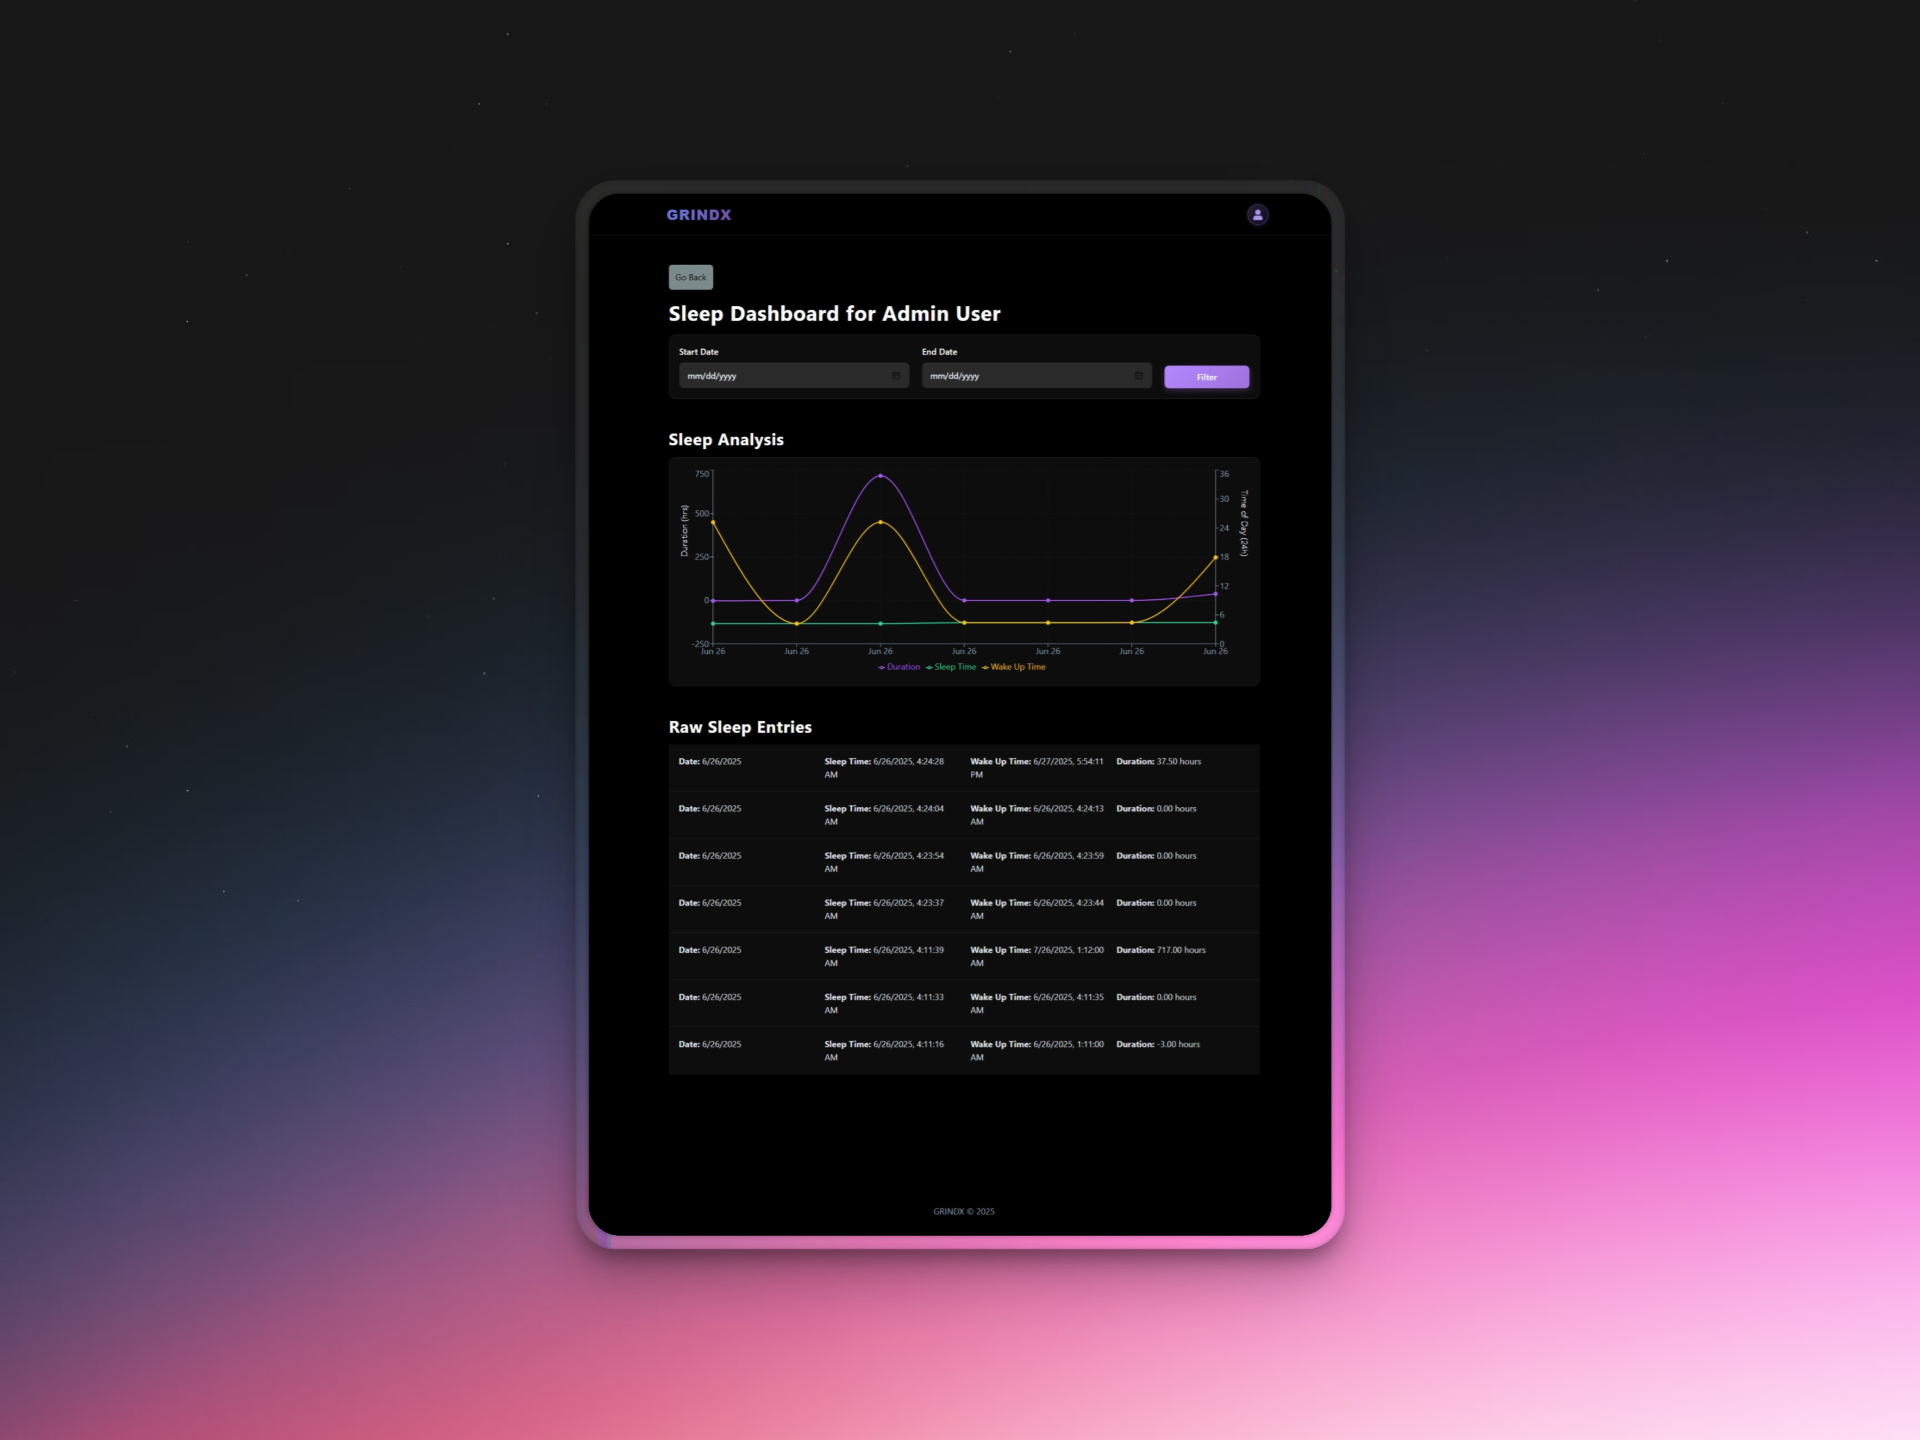 GRINDX
Go Back
Sleep Dashboard for Admin User
Start Date
End Date
mm/dd/yyyy
mm/dd/yyyy
Filter
Sleep Analysis
750
500
250
0
-250
Duration (hrs)
36
30
24
18
12
6
0
Time of Day (24h)
Jun 26 Jun 26 Jun 26 Jun 26 Jun 26 Jun 26 Jun 26
Duration Sleep Time Wake Up Time
Raw Sleep Entries
Date: 6/26/2025 Sleep Time: 6/26/2025, 4:24:28 Wake Up Time: 6/27/2025, 5:54:11 Duration: 37.50 hours
AM PM
Date: 6/26/2025 Sleep Time: 6/26/2025, 4:24:04 Wake Up Time: 6/26/2025, 4:24:13 Duration: 0.00 hours
AM AM
Date: 6/26/2025 Sleep Time: 6/26/2025, 4:23:54 Wake Up Time: 6/26/2025, 4:23:59 Duration: 0.00 hours
AM AM
Date: 6/26/2025 Sleep Time: 6/26/2025, 4:23:37 Wake Up Time: 6/26/2025, 4:23:44 Duration: 0.00 hours
AM AM
Date: 6/26/2025 Sleep Time: 6/26/2025, 4:11:39 Wake Up Time: 7/26/2025, 1:12:00 Duration: 717.00 hours
AM AM
Date: 6/26/2025 Sleep Time: 6/26/2025, 4:11:33 Wake Up Time: 6/26/2025, 4:11:35 Duration: 0.00 hours
AM AM
Date: 6/26/2025 Sleep Time: 6/26/2025, 4:11:16 Wake Up Time: 6/26/2025, 1:11:00 Duration: -3.00 hours
AM AM
GRINDX © 2025